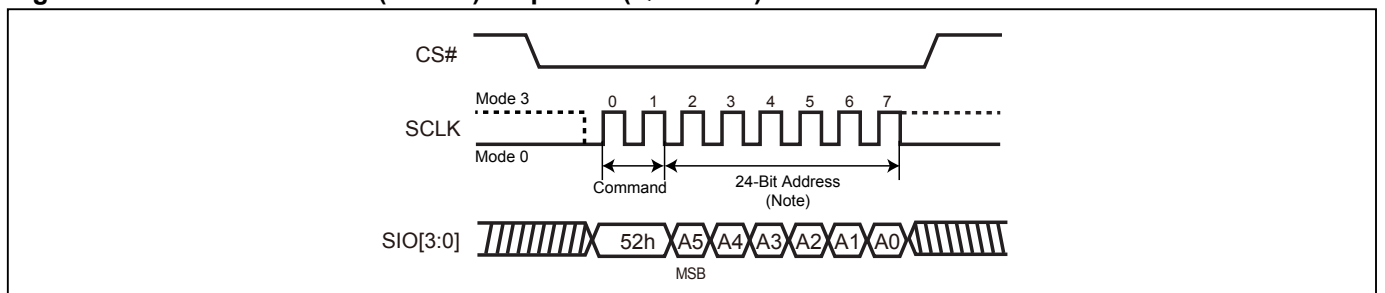 CS#
Mode 3
0 1 2 3 4 5 6 7
SCLK
Mode 0
Command
24-Bit Address
(Note)
SIO[3:0]
52h A5 A4 A3 A2 A1 A0
MSB